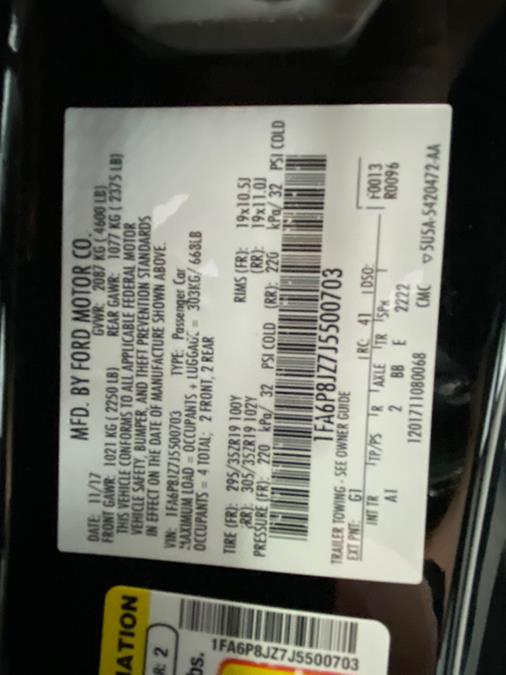 MFD. BY FORD MOTOR CO.
DATE: 11/17 GVWR: 2087 KG ( 4600 LB)
FRONT GAWR: 1021 KG ( 2250 LB) REAR GAWR: 1077 KG ( 2375 LB)
THIS VEHICLE CONFORMS TO ALL APPLICABLE FEDERAL MOTOR
VEHICLE SAFETY, BUMPER, AND THEFT PREVENTION STANDARDS
IN EFFECT ON THE DATE OF MANUFACTURE SHOWN ABOVE.
VIN: 1FA6P8JZ7J5500703 TYPE: Passenger Car
MAXIMUM LOAD = OCCUPANTS + LUGGAGE = 303KG/ 668LB
OCCUPANTS = 4 TOTAL; 2 FRONT, 2 REAR
TIRE (FR): 295/35ZR19 100Y RIMS (FR): 19x10.5J
(RR): 305/35ZR19 102Y (RR): 19x11.0J
PRESSURE (FR): 220 kPa/ 32 PSI COLD (RR): 220 kPa/ 32 PSI COLD
1FA6P8JZ7J5500703
TRAILER TOWING - SEE OWNER GUIDE
EXT PNT: G1 RC: 41 DSO: F0013
R0096
INT TR TP/PS R AXLE TR SPR
A1 2 BB E 2222
1201711080068 CMC 5U5A-5420472-AA
MATION
R: 2
bs.
1FA6P8JZ7J5500703